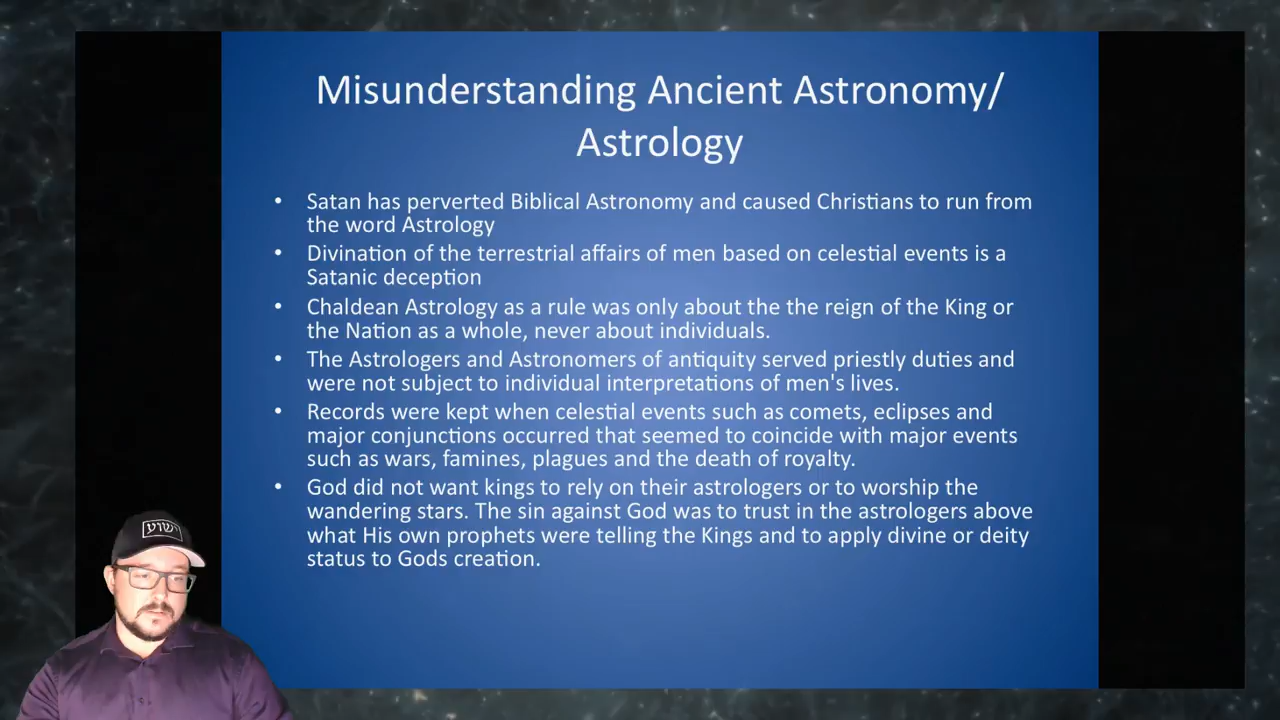 Misunderstanding Ancient Astronomy/
Astrology
• Satan has perverted Biblical Astronomy and caused Christians to run from
the word Astrology
• Divination of the terrestrial affairs of men based on celestial events is a
Satanic deception
• Chaldean Astrology as a rule was only about the the reign of the King or
the Nation as a whole, never about individuals.
• The Astrologers and Astronomers of antiquity served priestly duties and
were not subject to individual interpretations of men's lives.
• Records were kept when celestial events such as comets, eclipses and
major conjunctions occurred that seemed to coincide with major events
such as wars, famines, plagues and the death of royalty.
• God did not want kings to rely on their astrologers or to worship the
wandering stars. The sin against God was to trust in the astrologers above
what His own prophets were telling the Kings and to apply divine or deity
status to Gods creation.
ישוע